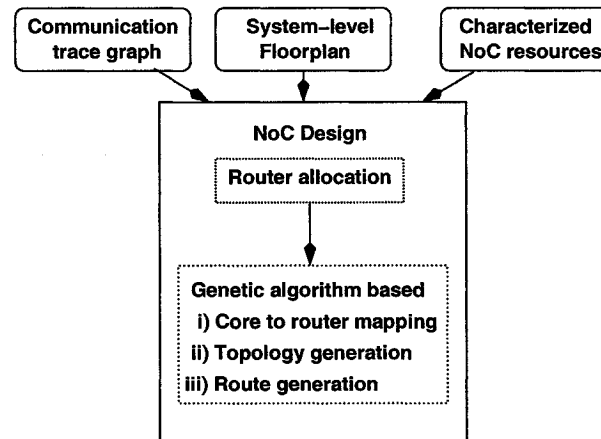 Communication
trace graph
System-level
Floorplan
Characterized
NoC resources
NoC Design
Router allocation
Genetic algorithm based
i) Core to router mapping
ii) Topology generation
iii) Route generation